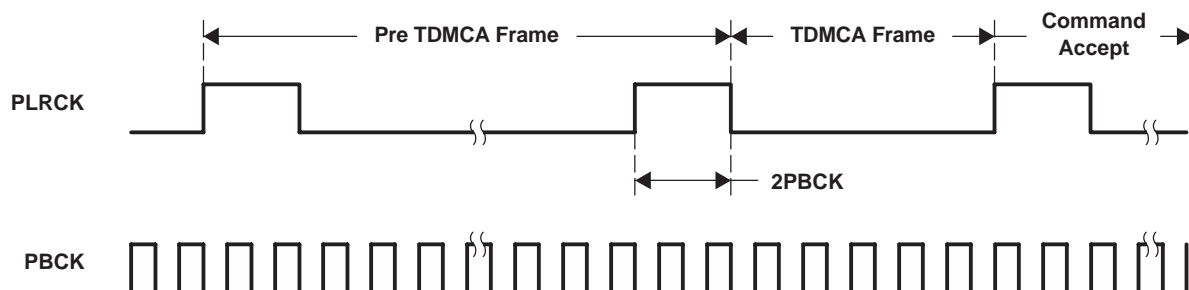 Pre TDMCA Frame
TDMCA Frame
Command
Accept
PLRCK
2PBCK
PBCK